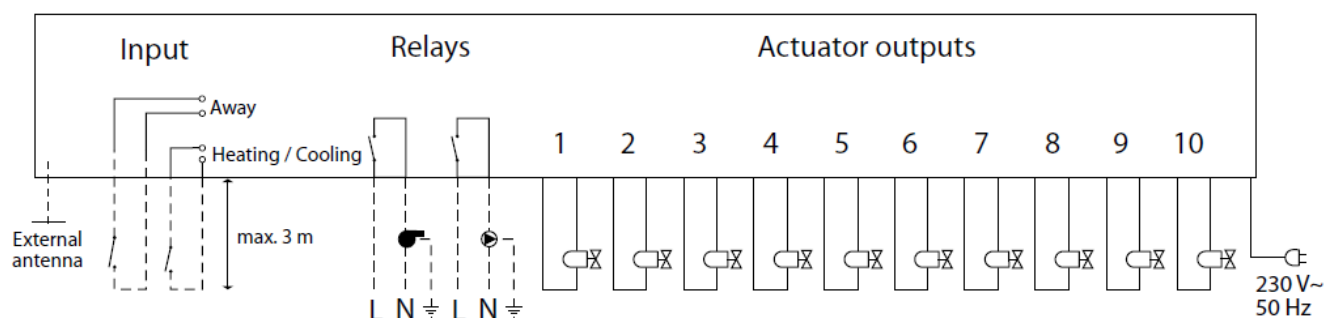 Input
Relays
Actuator outputs
Away
Heating / Cooling
1 2 3 4 5 6 7 8 9 10
External
antenna
max. 3 m
L N L N
230 V~
50 Hz